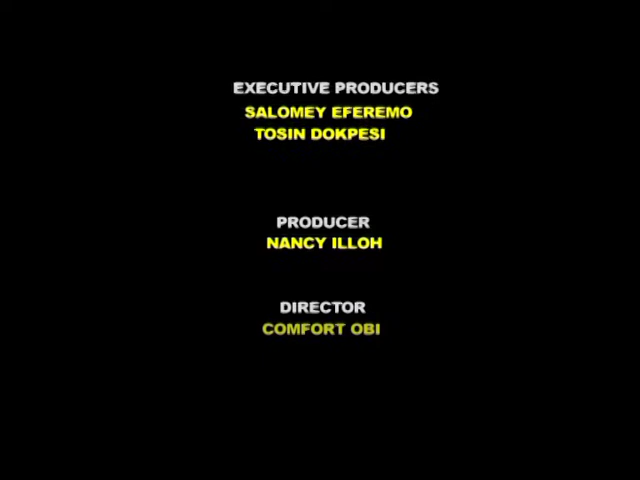 EXECUTIVE PRODUCERS
SALOMEY EFEREMO
TOSIN DOKPESI
PRODUCER
NANCY ILLOH
DIRECTOR
COMFORT OBI